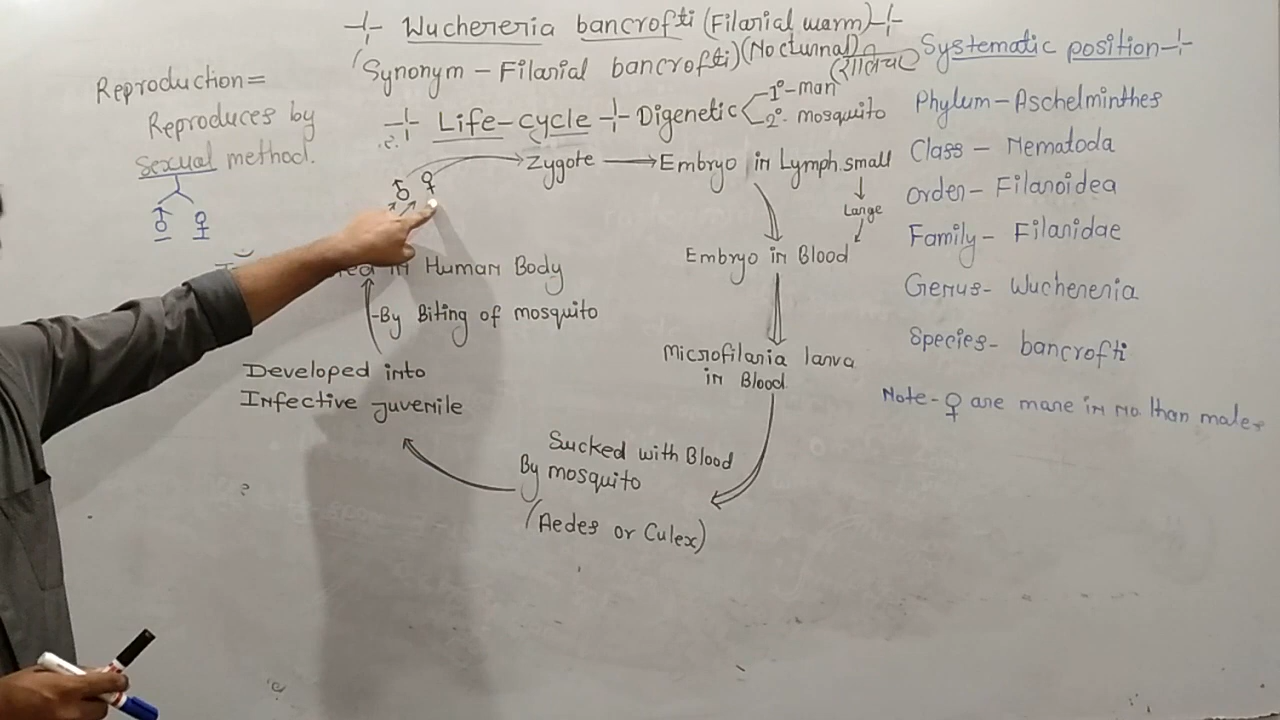 -:- Wuchereria bancrofti (Filarial warm) -:-
Synonym - Filarial bancrofti) (Nocturnal)
-:- Life-cycle -:- Digenetic
1° - man
2° - mosquito
Reproduction =
Reproduces by
sexual method.
♂ ♀
♂ ♀ → Zygote → Embryo in Lymph small
↓
Large
Embryo in Blood
Microfilaria larva
in Blood
Sucked with Blood
By mosquito
(Aedes or Culex)
Developed into
Infective juvenile
- By Biting of mosquito
in Human Body
Systematic position -:-
Phylum - Aschelminthes
Class - Nematoda
Order - Filaroidea
Family - Filaridae
Genus - Wuchereria
Species - bancrofti
Note - ♀ are more in no. than males